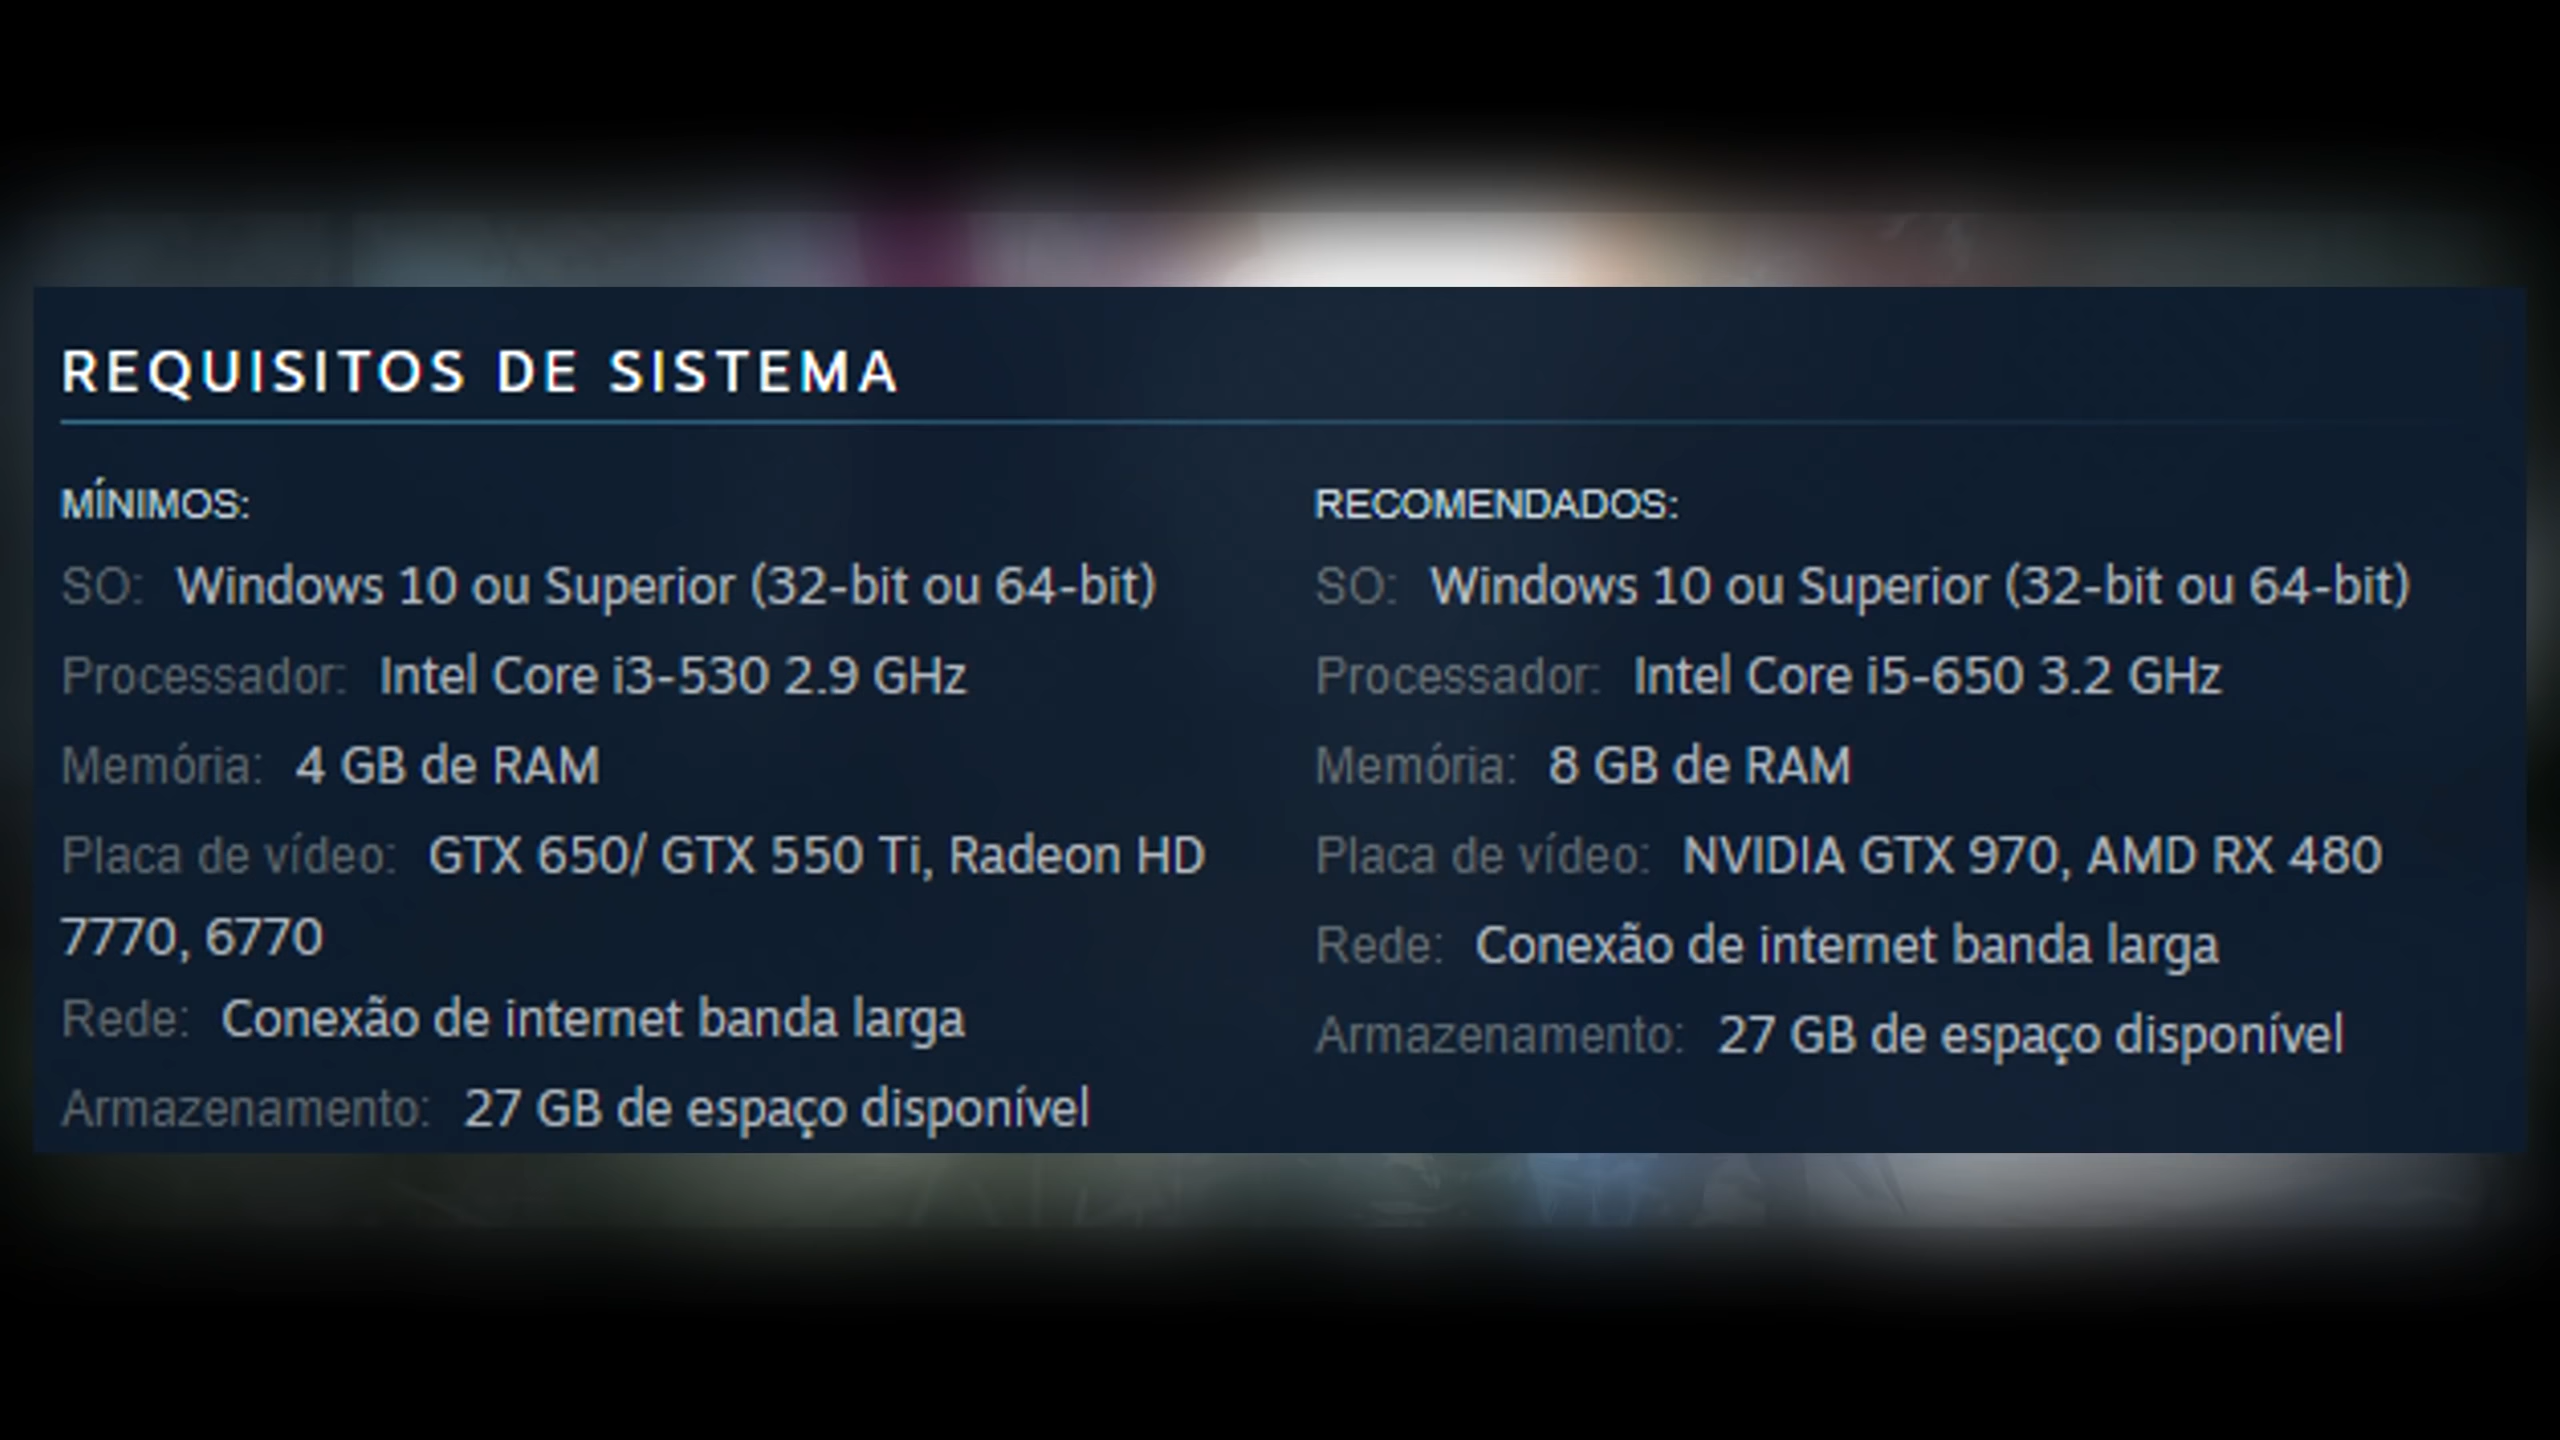 REQUISITOS DE SISTEMA
MÍNIMOS:
SO: Windows 10 ou Superior (32-bit ou 64-bit)
Processador: Intel Core i3-530 2.9 GHz
Memória: 4 GB de RAM
Placa de vídeo: GTX 650/ GTX 550 Ti, Radeon HD
7770, 6770
Rede: Conexão de internet banda larga
Armazenamento: 27 GB de espaço disponível
RECOMENDADOS:
SO: Windows 10 ou Superior (32-bit ou 64-bit)
Processador: Intel Core i5-650 3.2 GHz
Memória: 8 GB de RAM
Placa de vídeo: NVIDIA GTX 970, AMD RX 480
Rede: Conexão de internet banda larga
Armazenamento: 27 GB de espaço disponível